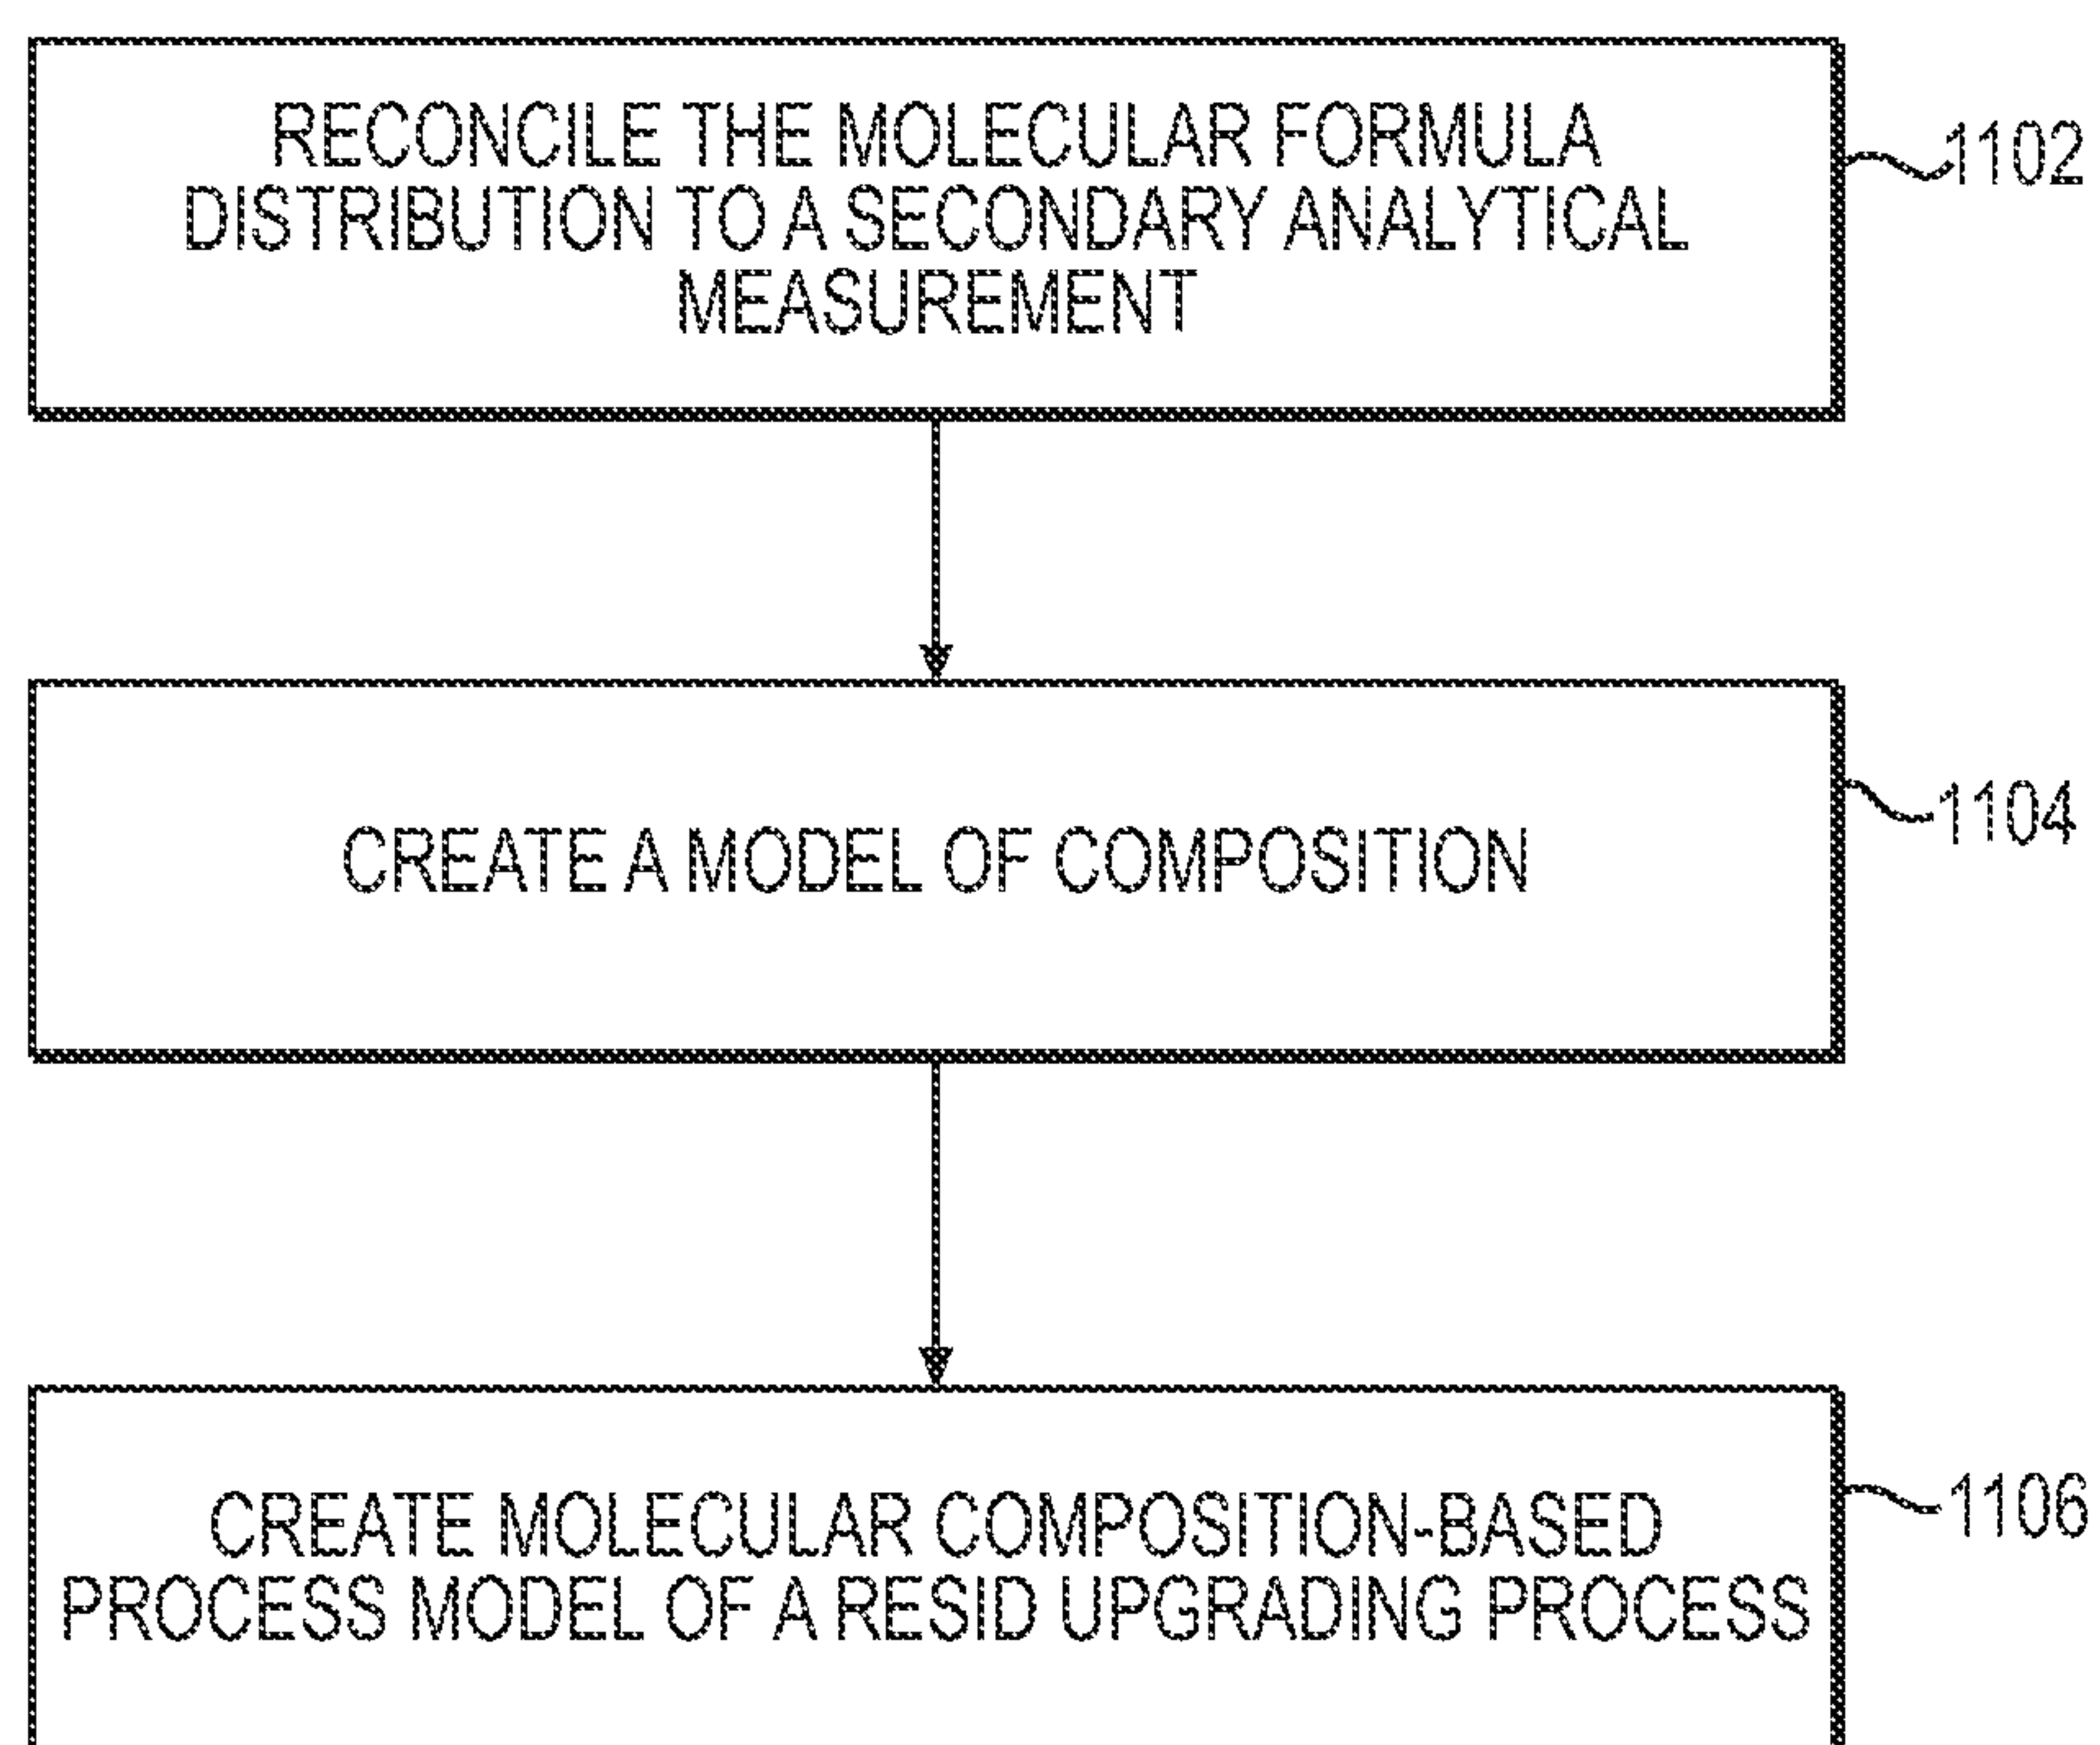 RECONCILE THE MOLECULAR FORMULA
DISTRIBUTION TO A SECONDARY ANALYTICAL
MEASUREMENT
1102
CREATE A MODEL OF COMPOSITION
1104
CREATE MOLECULAR COMPOSITION-BASED
PROCESS MODEL OF A RESID UPGRADING PROCESS
1106